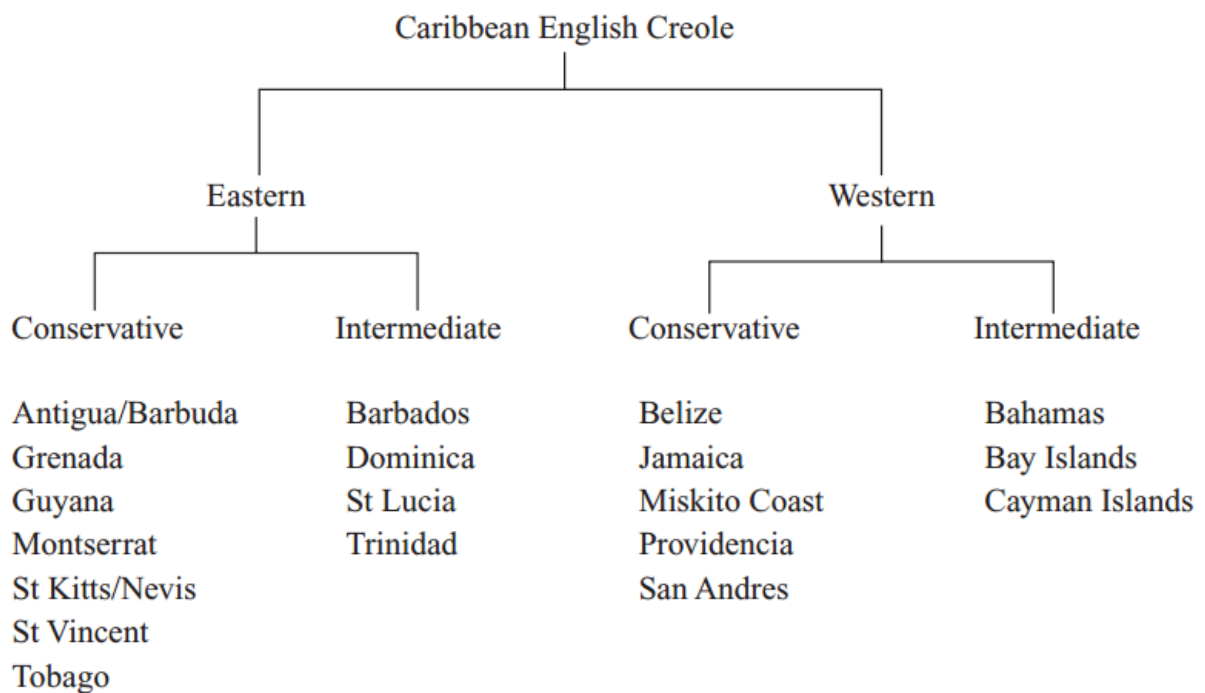 Caribbean English Creole
Eastern Western
Conservative Intermediate Conservative Intermediate
Antigua/Barbuda Barbados Belize Bahamas
Grenada Dominica Jamaica Bay Islands
Guyana St Lucia Miskito Coast Cayman Islands
Montserrat Trinidad Providencia
St Kitts/Nevis San Andres
St Vincent
Tobago